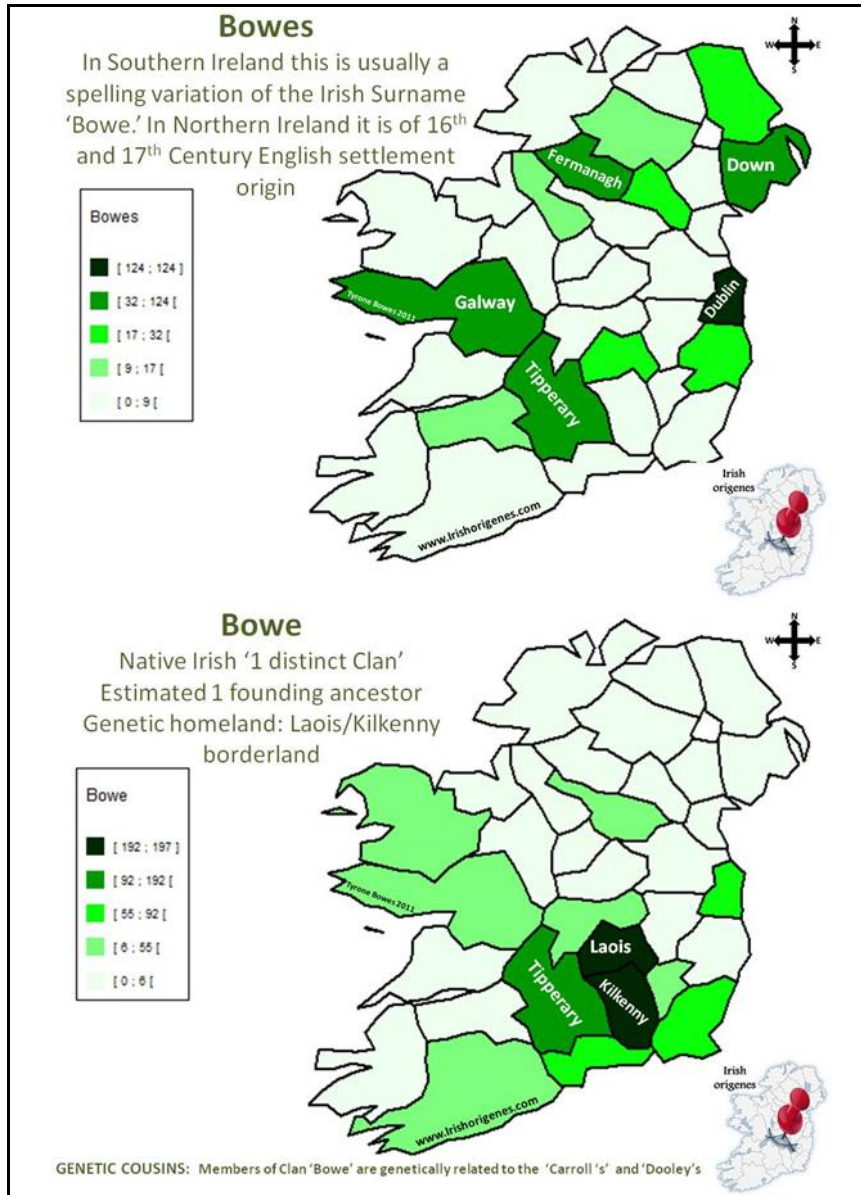 Bowes
In Southern Ireland this is usually a
spelling variation of the Irish Surname
‘Bowe.’ In Northern Ireland it is of 16th
and 17th Century English settlement
origin
N
W E
S
Bowes
[ 124 ; 124 ]
[ 32 ; 124 [
[ 17 ; 32 [
[ 9 ; 17 [
[ 0 ; 9 [
Fermanagh
Down
Dublin
Galway
Tyrone Bowes 2011
Tipperary
www.Irishorigenes.com
Irish
origenes
Bowe
Native Irish ‘1 distinct Clan’
Estimated 1 founding ancestor
Genetic homeland: Laois/Kilkenny
borderland
N
W E
S
Bowe
[ 192 ; 197 ]
[ 92 ; 192 [
[ 55 ; 92 [
[ 6 ; 55 [
[ 0 ; 6 [
Tyrone Bowes 2011
Laois
Tipperary
Kilkenny
www.Irishorigenes.com
Irish
origenes
GENETIC COUSINS: Members of Clan ‘Bowe’ are genetically related to the ‘Carroll ‘s’ and ‘Dooley’s